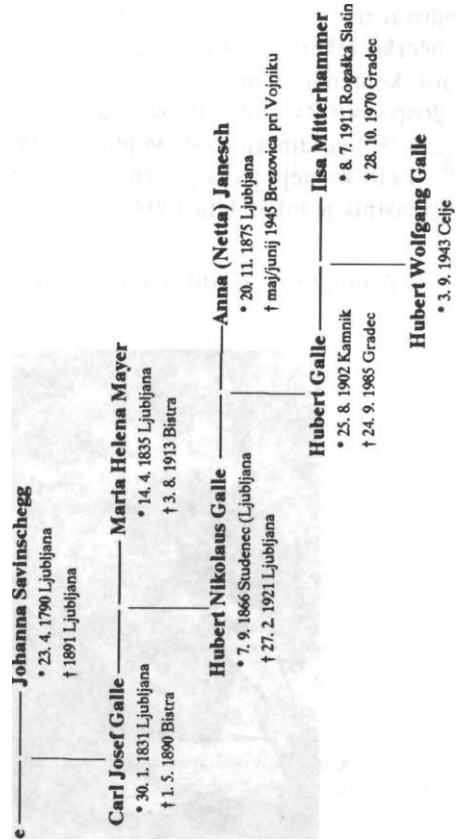 e
Johanna Savinschegg
* 23. 4. 1790 Ljubljana
† 1891 Ljubljana
Carl Josef Galle
* 30. 1. 1831 Ljubljana
† 1. 5. 1890 Bistra
Maria Helena Mayer
* 14. 4. 1835 Ljubljana
† 3. 8. 1913 Bistra
Hubert Nikolaus Galle
* 7. 9. 1866 Studenec (Ljubljana
† 27. 2. 1921 Ljubljana
Anna (Netta) Janesch
* 20. 11. 1875 Ljubljana
† maj/junij 1945 Brezovica pri Vojniku
Hubert Galle
* 25. 8. 1902 Kamnik
† 24. 9. 1985 Gradec
Ilsa Mitterhammer
* 8. 7. 1911 Rogaška Slatin
† 28. 10. 1970 Gradec
Hubert Wolfgang Galle
* 3. 9. 1943 Celje